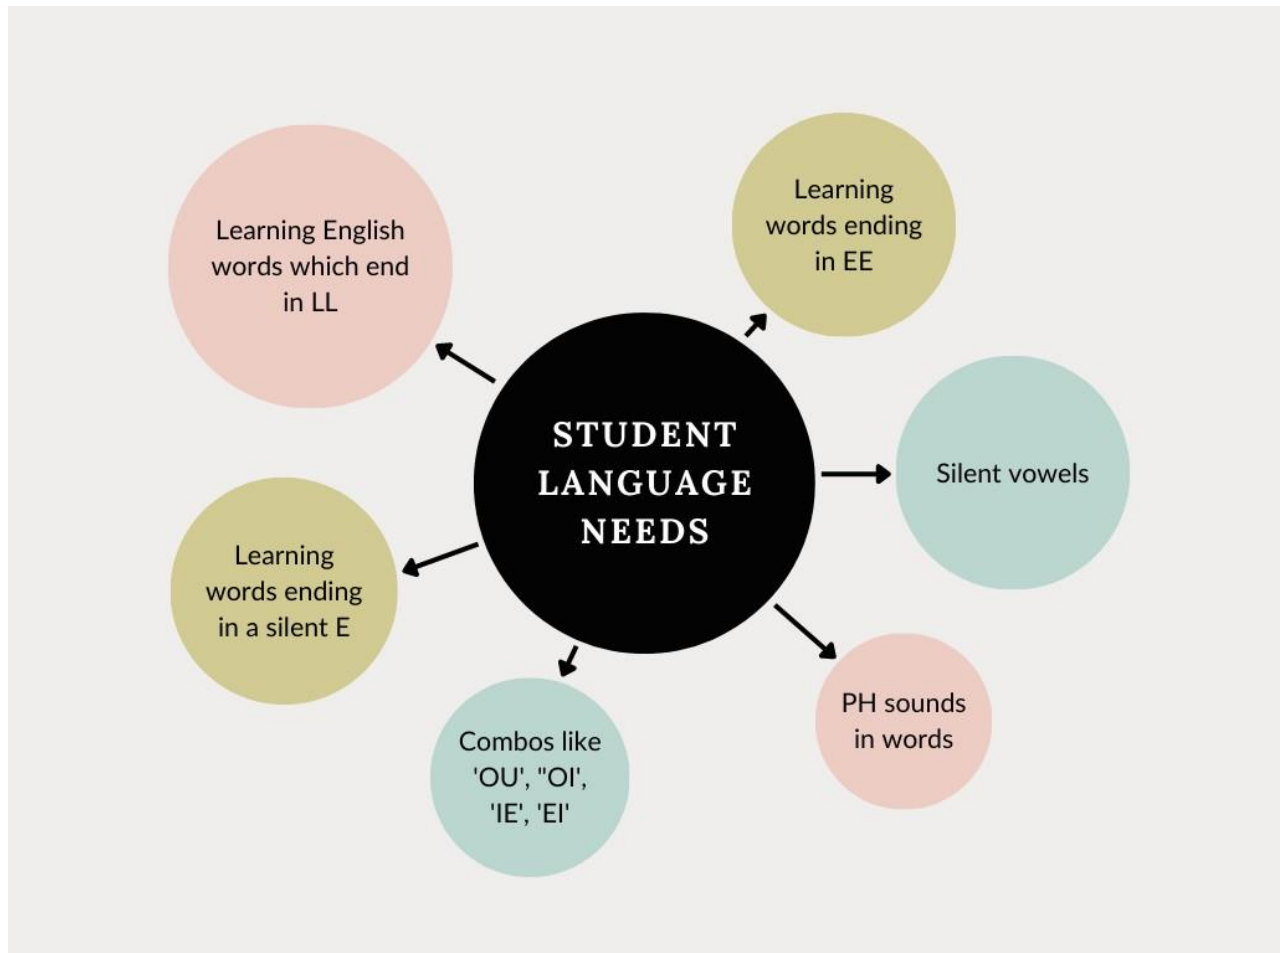 Learning English
words which end
in LL
Learning
words ending
in EE
STUDENT
LANGUAGE
NEEDS
Silent vowels
Learning
words ending
in a silent E
PH sounds
in words
Combos like
'OU', "OI',
'IE', 'EI'